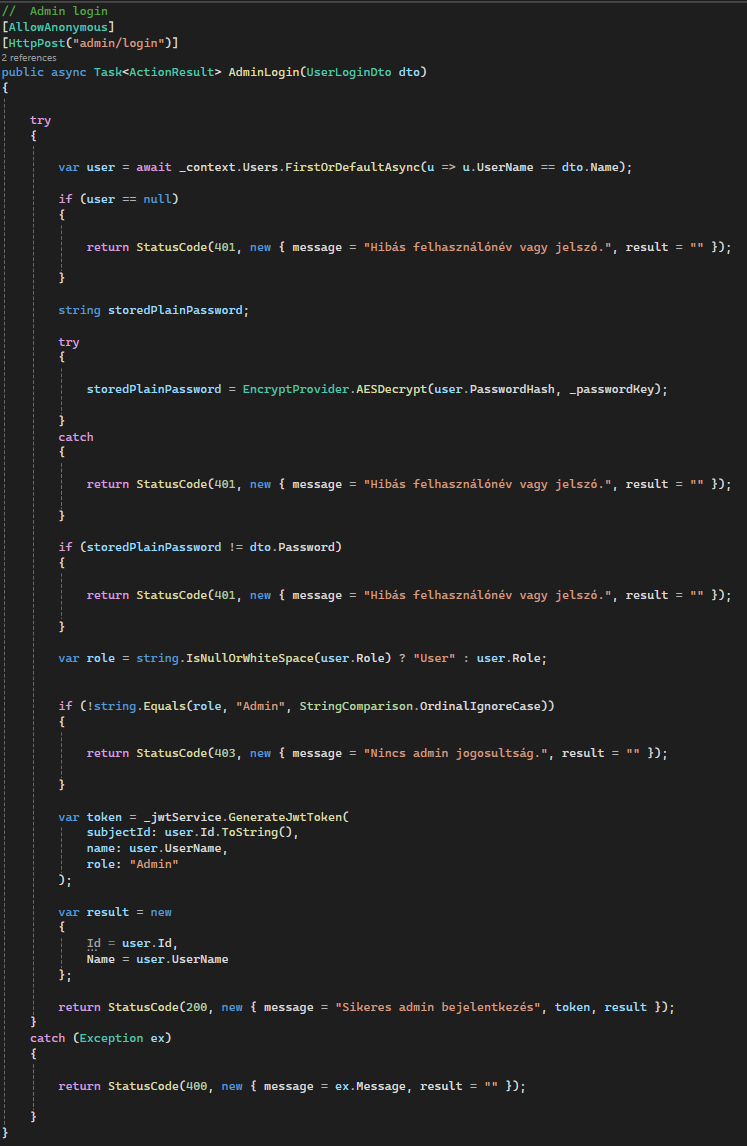 //  Admin login
[AllowAnonymous]
[HttpPost("admin/login")]
2 references
public async Task<ActionResult> AdminLogin(UserLoginDto dto)
{
try
{
var user = await _context.Users.FirstOrDefaultAsync(u => u.UserName == dto.Name);
if (user == null)
{
return StatusCode(401, new { message = "Hibás felhasználónév vagy jelszó.", result = "" });
}
string storedPlainPassword;
try
{
storedPlainPassword = EncryptProvider.AESDecrypt(user.PasswordHash, _passwordKey);
}
catch
{
return StatusCode(401, new { message = "Hibás felhasználónév vagy jelszó.", result = "" });
}
if (storedPlainPassword != dto.Password)
{
return StatusCode(401, new { message = "Hibás felhasználónév vagy jelszó.", result = "" });
}
var role = string.IsNullOrWhiteSpace(user.Role) ? "User" : user.Role;
if (!string.Equals(role, "Admin", StringComparison.OrdinalIgnoreCase))
{
return StatusCode(403, new { message = "Nincs admin jogosultság.", result = "" });
}
var token = _jwtService.GenerateJwtToken(
subjectId: user.Id.ToString(),
name: user.UserName,
role: "Admin"
);
var result = new
{
Id = user.Id,
Name = user.UserName
};
return StatusCode(200, new { message = "Sikeres admin bejelentkezés", token, result });
}
catch (Exception ex)
{
return StatusCode(400, new { message = ex.Message, result = "" });
}
}